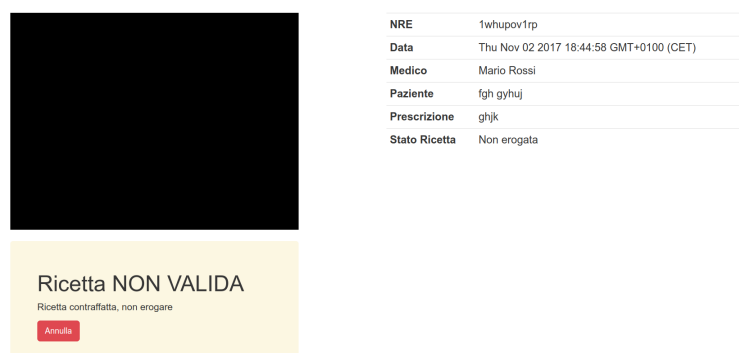 NRE 1whupov1rp
Data Thu Nov 02 2017 18:44:58 GMT+0100 (CET)
Medico Mario Rossi
Paziente fgh gyhuj
Prescrizione ghjk
Stato Ricetta Non erogata
Ricetta NON VALIDA
Ricetta contraffatta, non erogare
Annulla